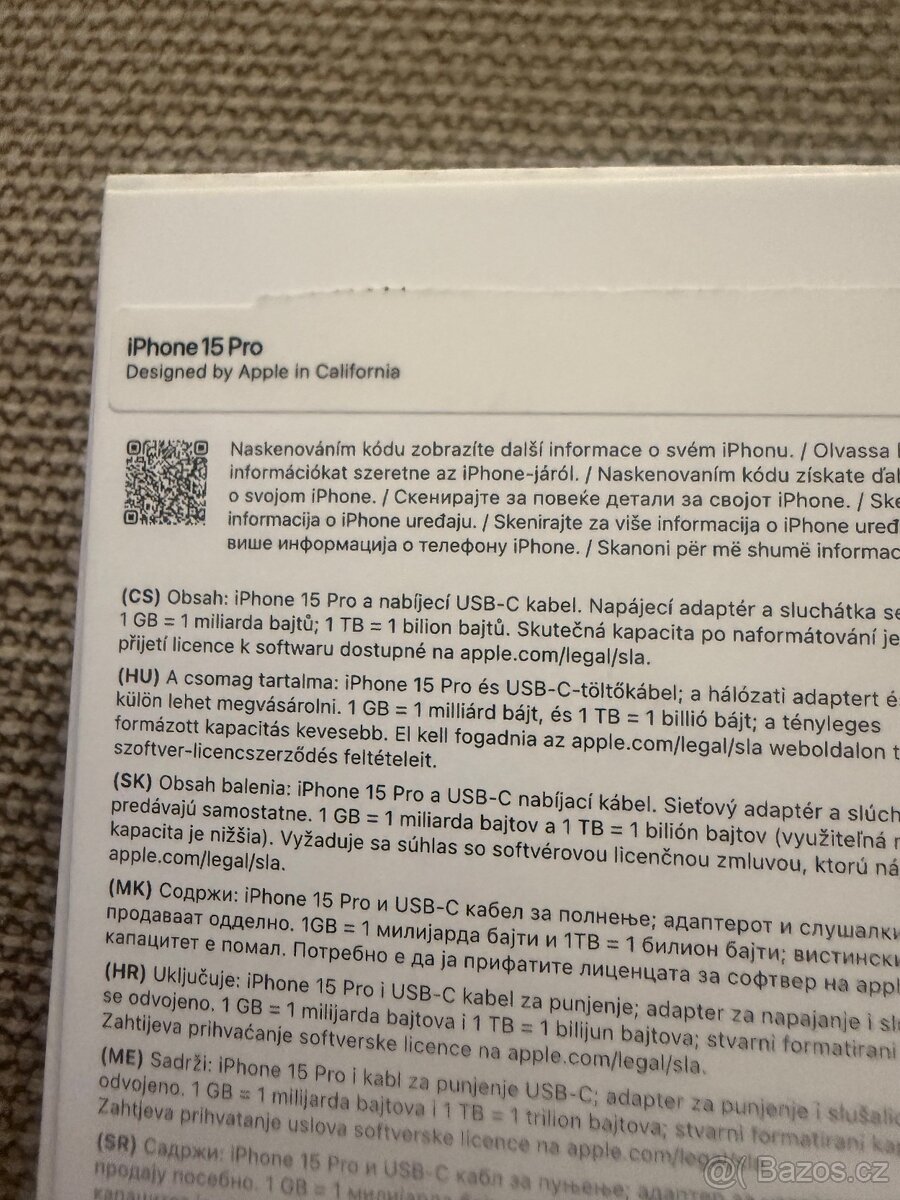 iPhone 15 Pro
Designed by Apple in California
Naskenováním kódu zobrazíte další informace o svém iPhonu. / Olvassa
információkat szeretne az iPhone-járól. / Naskenovaním kódu získate
o svojom iPhone. / Скенирајте за повеќе детали за својот iPhone. /
informacija o iPhone uređaju. / Skenirajte za više informacija o iPhone
више информација о телефону iPhone. / Skanoni për më shumë
(CS) Obsah: iPhone 15 Pro a nabíjecí USB-C kabel. Napájecí adaptér a sluchátka se
1 GB = 1 miliarda bajtů; 1 TB = 1 bilion bajtů. Skutečná kapacita po naformátování je
přijetí licence k softwaru dostupné na apple.com/legal/sla.
(HU) A csomag tartalma: iPhone 15 Pro és USB-C-töltőkábel; a hálózati adaptert
külön lehet megvásárolni. 1 GB = 1 milliárd bájt, és 1 TB = 1 billió bájt; a tényleges
formázott kapacitás kevesebb. El kell fogadnia az apple.com/legal/sla weboldalon
szoftver-licencszerződés feltételeit.
(SK) Obsah balenia: iPhone 15 Pro a USB-C nabíjací kábel. Sieťový adaptér a
predávajú samostatne. 1 GB = 1 miliarda bajtov a 1 TB = 1 bilión bajtov (využiteľná
kapacita je nižšia). Vyžaduje sa súhlas so softvérovou licenčnou zmluvou, ktorú
apple.com/legal/sla.
(MK) Содржи: iPhone 15 Pro и USB-C кабел за полнење; адаптерот и слушалки
продаваат одделно. 1GB = 1 милијарда бајти и 1TB = 1 билион бајти;
капацитет е помал. Потребно е да ја прифатите лиценцата за софтвер на
(HR) Uključuje: iPhone 15 Pro i USB-C kabel za punjenje; adapter za napajanje i
se odvojeno. 1 GB = 1 milijarda bajtova i 1 TB = 1 bilijun bajtova; stvarni formatirani
Zahtijeva prihvaćanje softverske licence na apple.com/legal/sla.
(ME) Sadrži: iPhone 15 Pro i kabl za punjenje USB-C; adapter za punjenje i
odvojeno. 1 GB = 1 milijarda bajtova i 1 TB = 1 trilion bajtova; stvarni formatirani
Zahtjeva prihvatanje uslova softverske licence na apple.com/legal/sla.
(SR) Садржи: iPhone 15 Pro и USB-C кабл за пуњење;
продају посебно. 1 GB = 1
@( Bazos.cz